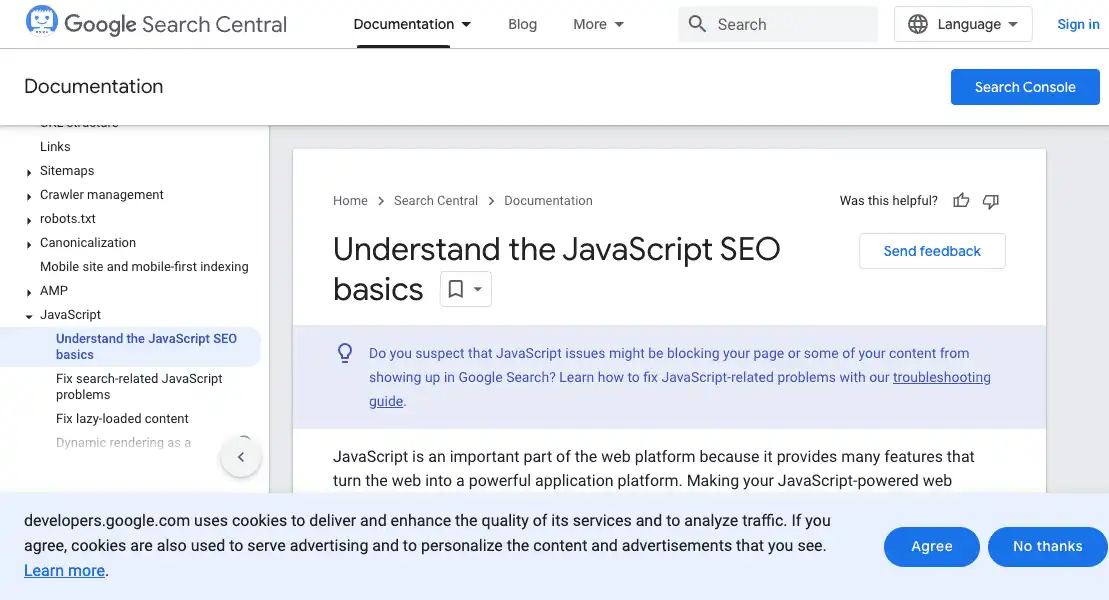 Google Search Central
Documentation
Blog
More
Search
Language
Sign in
Documentation
Search Console
URL structure
Links
Sitemaps
Crawler management
robots.txt
Canonicalization
Mobile site and mobile-first indexing
AMP
JavaScript
Understand the JavaScript SEO
basics
Fix search-related JavaScript
problems
Fix lazy-loaded content
Dynamic rendering as a
Home > Search Central > Documentation
Was this helpful?
Understand the JavaScript SEO
basics
Send feedback
Do you suspect that JavaScript issues might be blocking your page or some of your content from
showing up in Google Search? Learn how to fix JavaScript-related problems with our troubleshooting
guide.
JavaScript is an important part of the web platform because it provides many features that
turn the web into a powerful application platform. Making your JavaScript-powered web
developers.google.com uses cookies to deliver and enhance the quality of its services and to analyze traffic. If you
agree, cookies are also used to serve advertising and to personalize the content and advertisements that you see.
Learn more.
Agree
No thanks